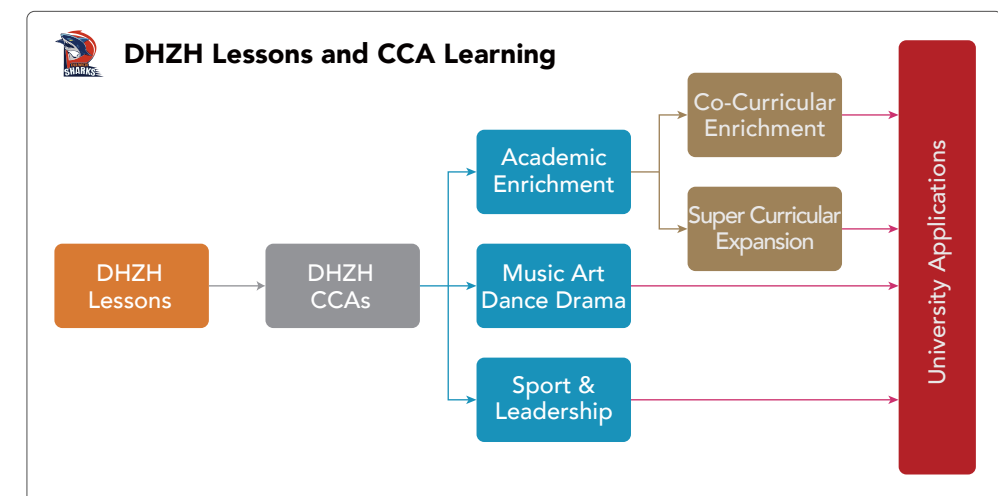 SHARKS
DHZH Lessons and CCA Learning
Co-Curricular
Enrichment
Academic
Enrichment
Super Curricular
Expansion
DHZH
Lessons
DHZH
CCAs
Music Art
Dance Drama
Sport &
Leadership
University Applications